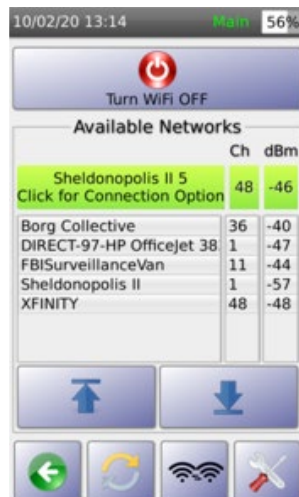 10/02/20 13:14 Main 56%
Turn WiFi OFF
Available Networks
Ch dBm
Sheldonopolis II 5
Click for Connection Option 48 -46
Borg Collective 36 -40
DIRECT-97-HP OfficeJet 38 1 -47
FBISurveillanceVan 11 -44
Sheldonopolis II 1 -57
XFINITY 48 -48